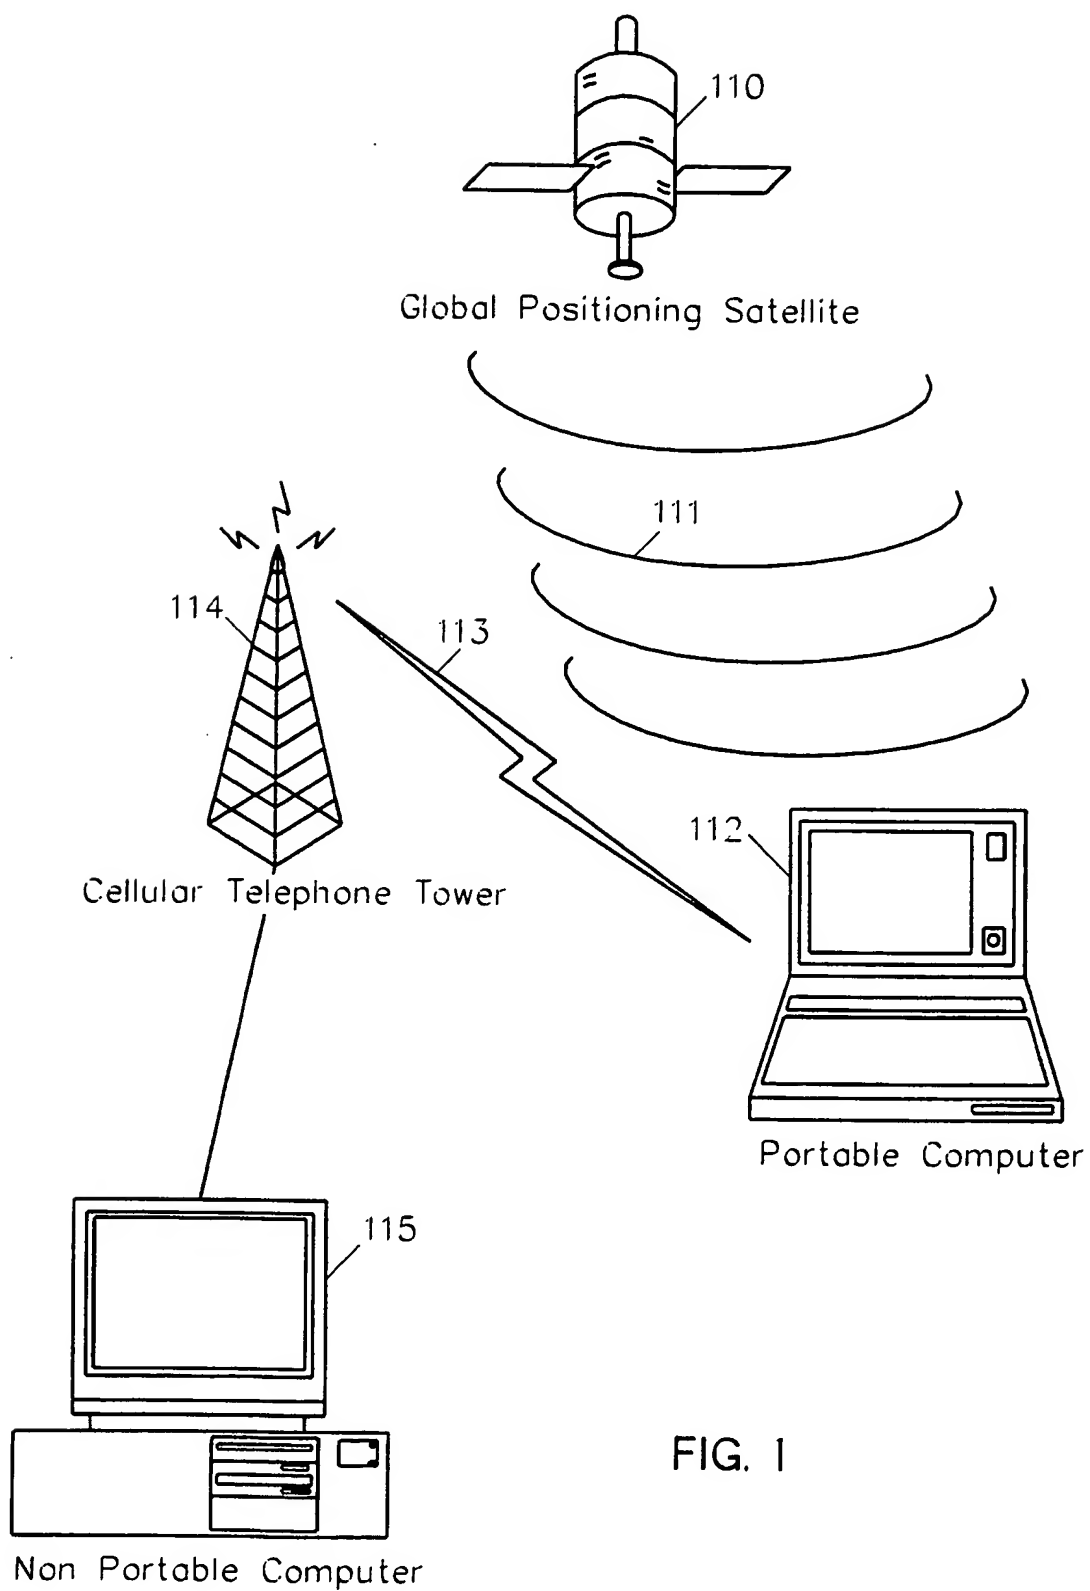 110
Global Positioning Satellite
111
114
113
112
Cellular Telephone Tower
Portable Computer
115
FIG. 1
Non Portable Computer